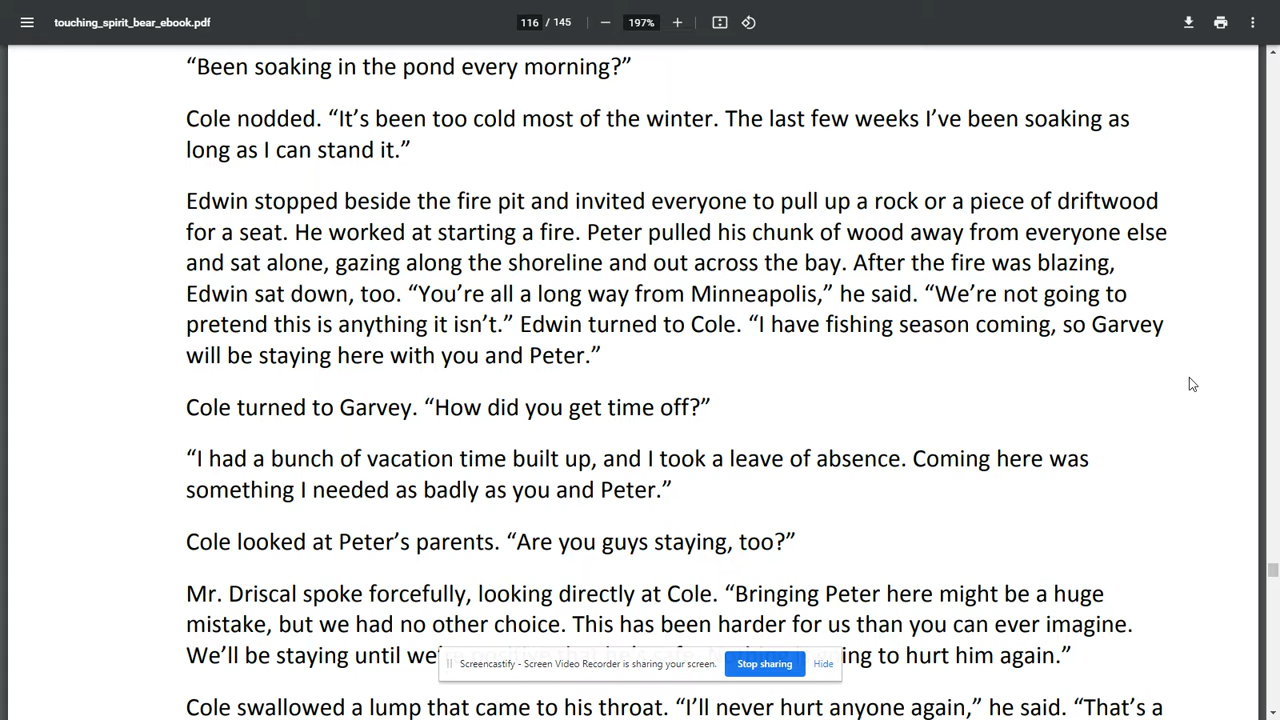 touching_spirit_bear_ebook.pdf
116 / 145
197%
“Been soaking in the pond every morning?”
Cole nodded. “It’s been too cold most of the winter. The last few weeks I’ve been soaking as
long as I can stand it.”
Edwin stopped beside the fire pit and invited everyone to pull up a rock or a piece of driftwood
for a seat. He worked at starting a fire. Peter pulled his chunk of wood away from everyone else
and sat alone, gazing along the shoreline and out across the bay. After the fire was blazing,
Edwin sat down, too. “You’re all a long way from Minneapolis,” he said. “We’re not going to
pretend this is anything it isn’t.” Edwin turned to Cole. “I have fishing season coming, so Garvey
will be staying here with you and Peter.”
Cole turned to Garvey. “How did you get time off?”
“I had a bunch of vacation time built up, and I took a leave of absence. Coming here was
something I needed as badly as you and Peter.”
Cole looked at Peter’s parents. “Are you guys staying, too?”
Mr. Driscal spoke forcefully, looking directly at Cole. “Bringing Peter here might be a huge
mistake, but we had no other choice. This has been harder for us than you can ever imagine.
We’ll be staying until to hurt him again.”
Screencastify - Screen Video Recorder is sharing your screen. Stop sharing Hide
Cole swallowed a lump that came to his throat. “I’ll never hurt anyone again,” he said. “That’s a